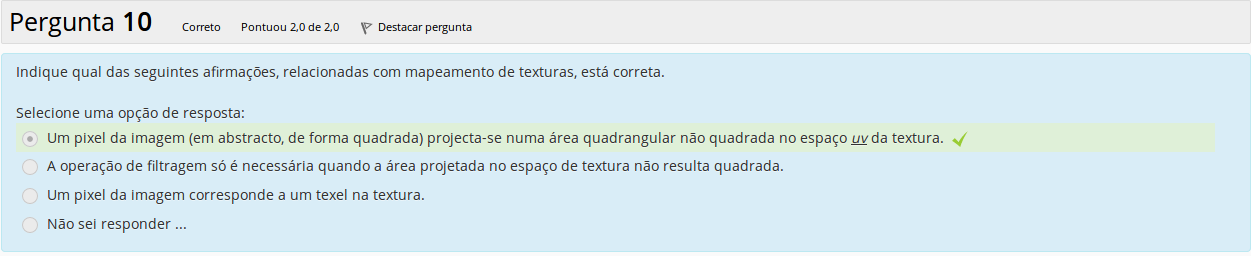 Pergunta 10 Correto Pontuou 2,0 de 2,0 Destacar pergunta
Indique qual das seguintes afirmações, relacionadas com mapeamento de texturas, está correta.
Selecione uma opção de resposta:
Um pixel da imagem (em abstracto, de forma quadrada) projecta-se numa área quadrangular não quadrada no espaço uv da textura.
A operação de filtragem só é necessária quando a área projetada no espaço de textura não resulta quadrada.
Um pixel da imagem corresponde a um texel na textura.
Não sei responder ...